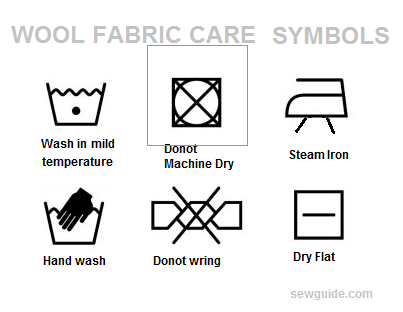 WOOL FABRIC CARE SYMBOLS
Wash in mild
temperature
Donot
Machine Dry
Steam Iron
Hand wash
Donot wring
Dry Flat
sewguide.com